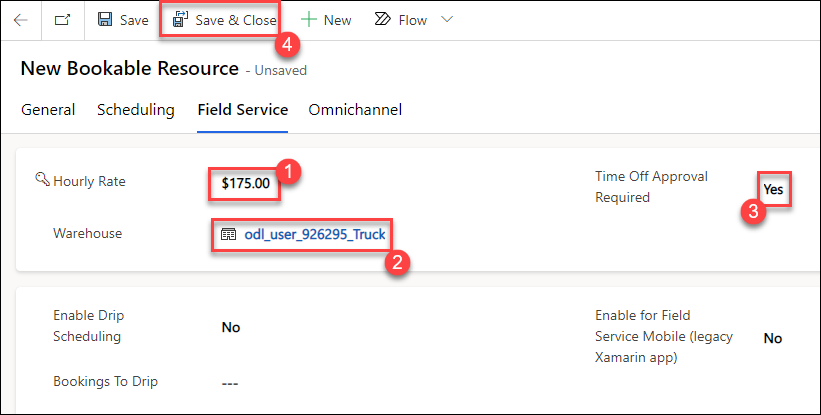 Save Save & Close New Flow
4
New Bookable Resource - Unsaved
General Scheduling Field Service Omnichannel
Hourly Rate $175.00 1
Time Off Approval
Required Yes
3
Warehouse odl_user_926295_Truck
2
Enable Drip
Scheduling No
Enable for Field
Service Mobile (legacy
Xamarin app) No
Bookings To Drip ---